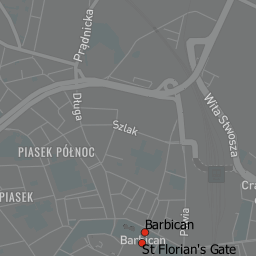 Prądnicka
Długa
Wita Stwosza
Szlak
PIASEK PÓŁNOC
PIASEK
Barbican
Barbican
St Florian's Gate